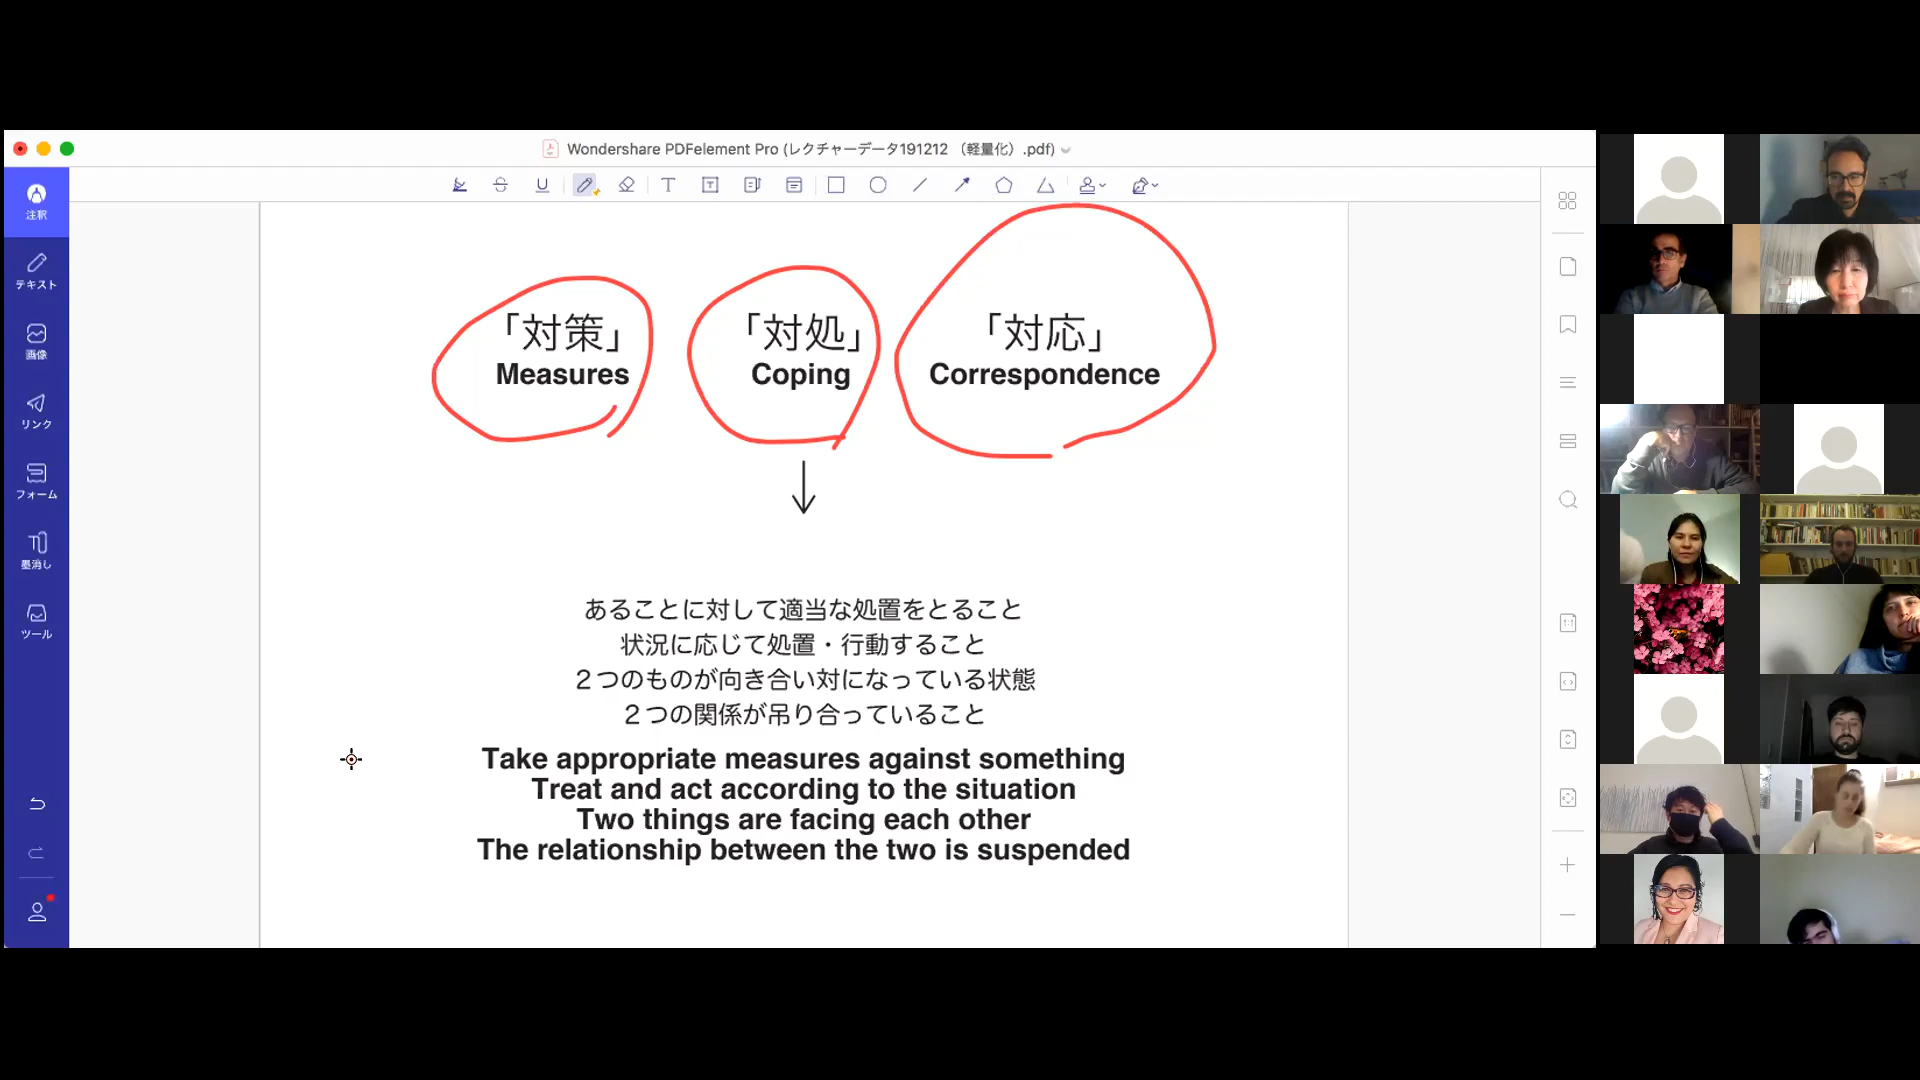 Wondershare PDFelement Pro (レクチャーデータ191212 (軽量化) .pdf)
注釈
テキスト
画像
リンク
フォーム
墨消し
ツール
「対策」
Measures
「対処」
Coping
「対応」
Correspondence
あることに対して適当な処置をとること
状況に応じて処置・行動すること
２つのものが向き合い対になっている状態
２つの関係が吊り合っていること
Take appropriate measures against something
Treat and act according to the situation
Two things are facing each other
The relationship between the two is suspended